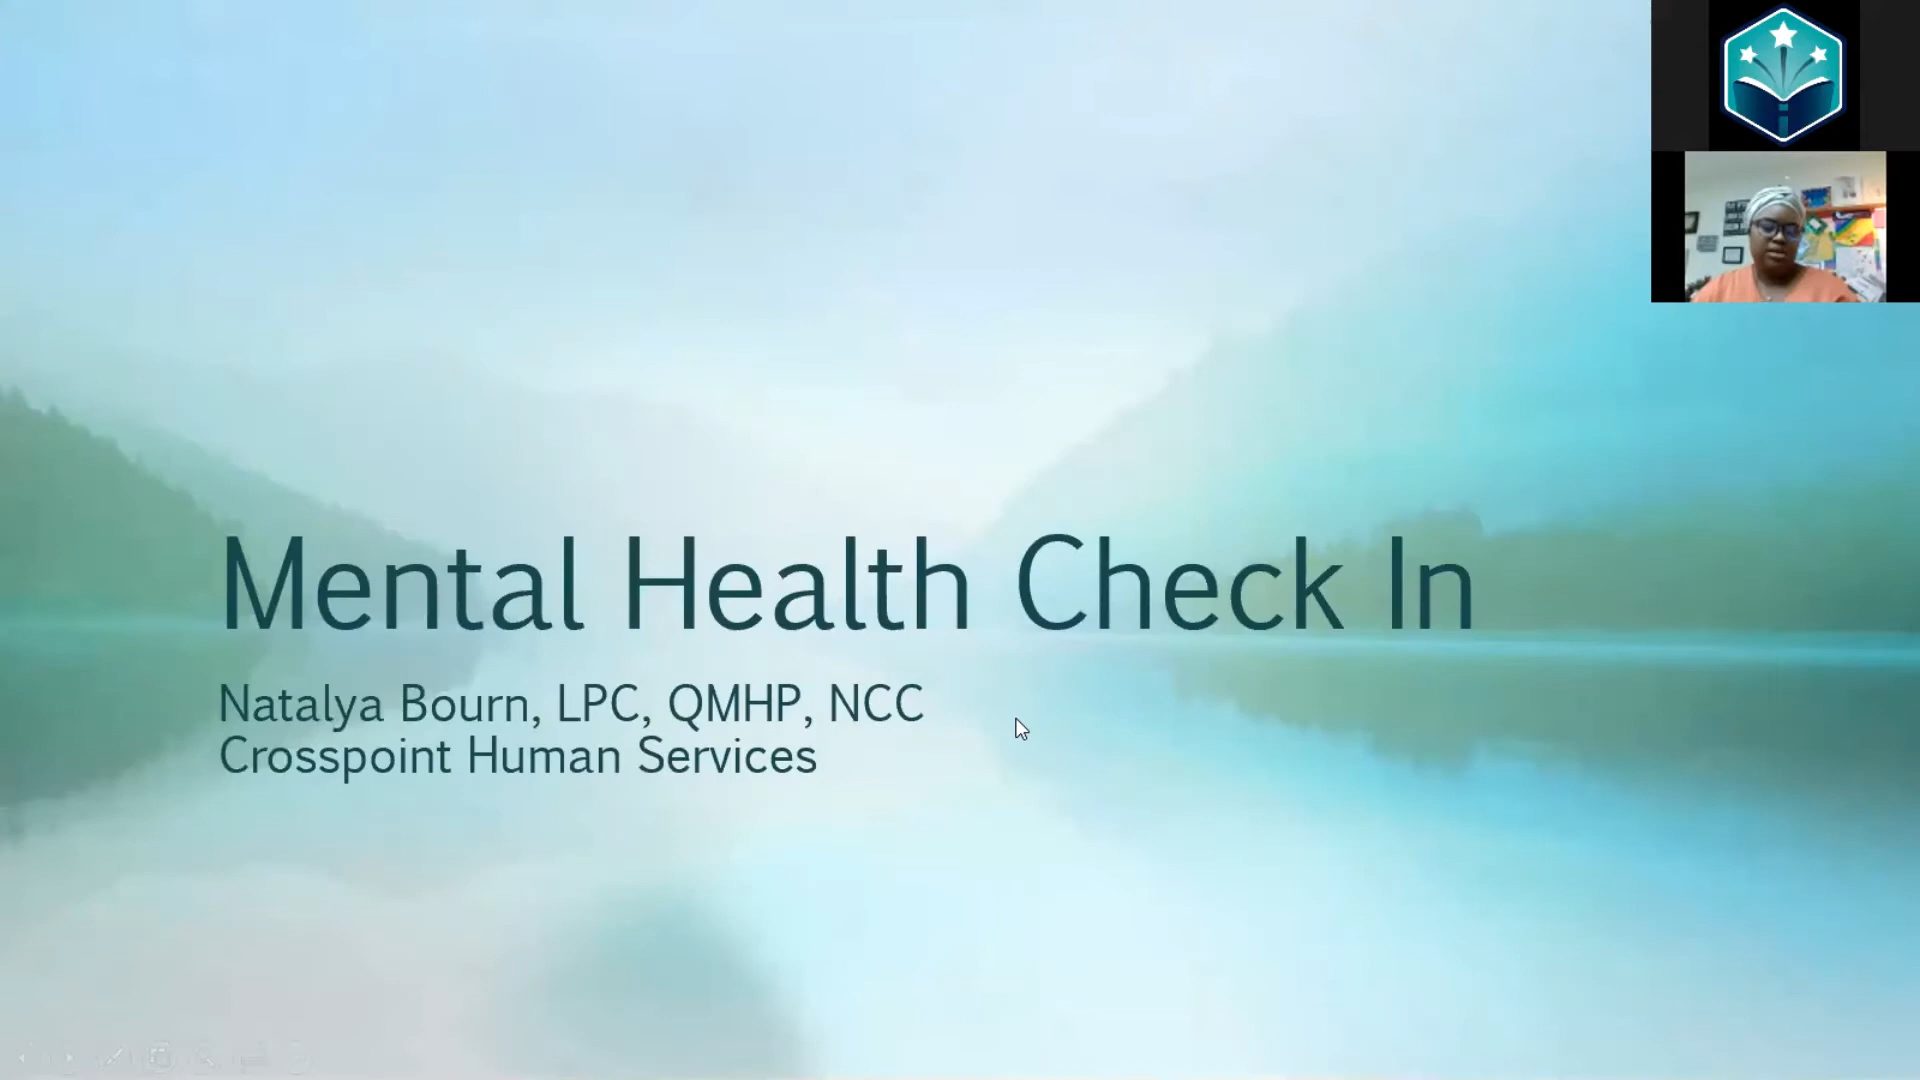 Mental Health Check In
Natalya Bourn, LPC, QMHP, NCC
Crosspoint Human Services